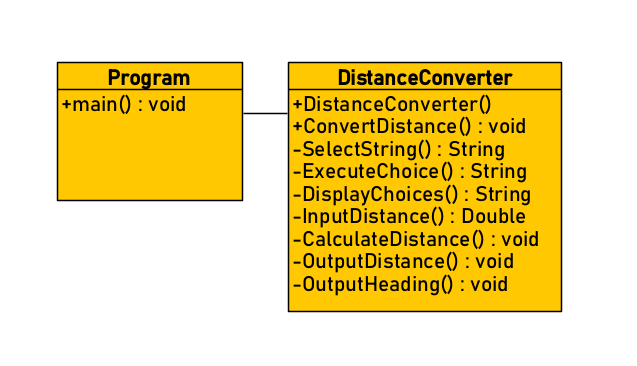 Program
+main() : void
DistanceConverter
+DistanceConverter()
+ConvertDistance() : void
-SelectString() : String
-ExecuteChoice() : String
-DisplayChoices() : String
-InputDistance() : Double
-CalculateDistance() : void
-OutputDistance() : void
-OutputHeading() : void